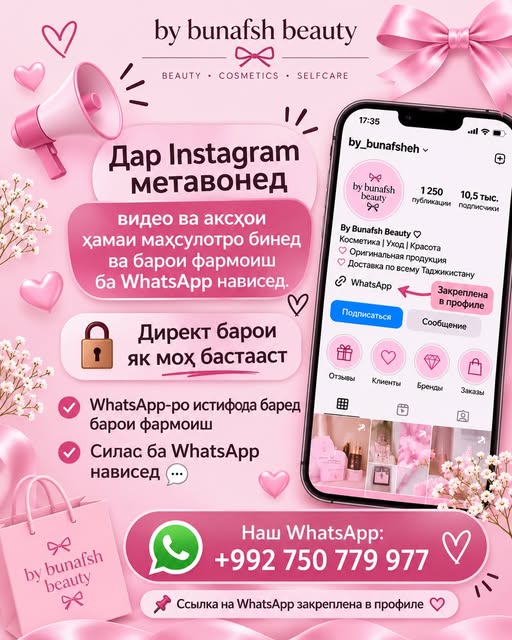 by bunafsh beauty
BEAUTY • COSMETICS • SELFCARE
Дар Instagram
метавонед
видео ва аксҳои
ҳамаи маҳсулотро бинед
ва барои фармоиш
ба WhatsApp нависед.
Директ барои
як моҳ бастааст
WhatsApp-ро истифода баред
барои фармоиш
Силас ба WhatsApp
нависед
17:35
by_bunafsheh
by bunafsh
beauty
1 250
публикации
10,5 тыс.
подписчики
By Bunafsh Beauty ♡
Косметика | Уход | Красота
♡ Оригинальная продукция
♡ Доставка по всему Таджикистану
WhatsApp
Закреплена
в профиле
Подписаться
Сообщение
Отзывы
Клиенты
Бренды
Заказы
by bunafsh
beauty
Наш WhatsApp:
+992 750 779 977
Ссылка на WhatsApp закреплена в профиле ♡